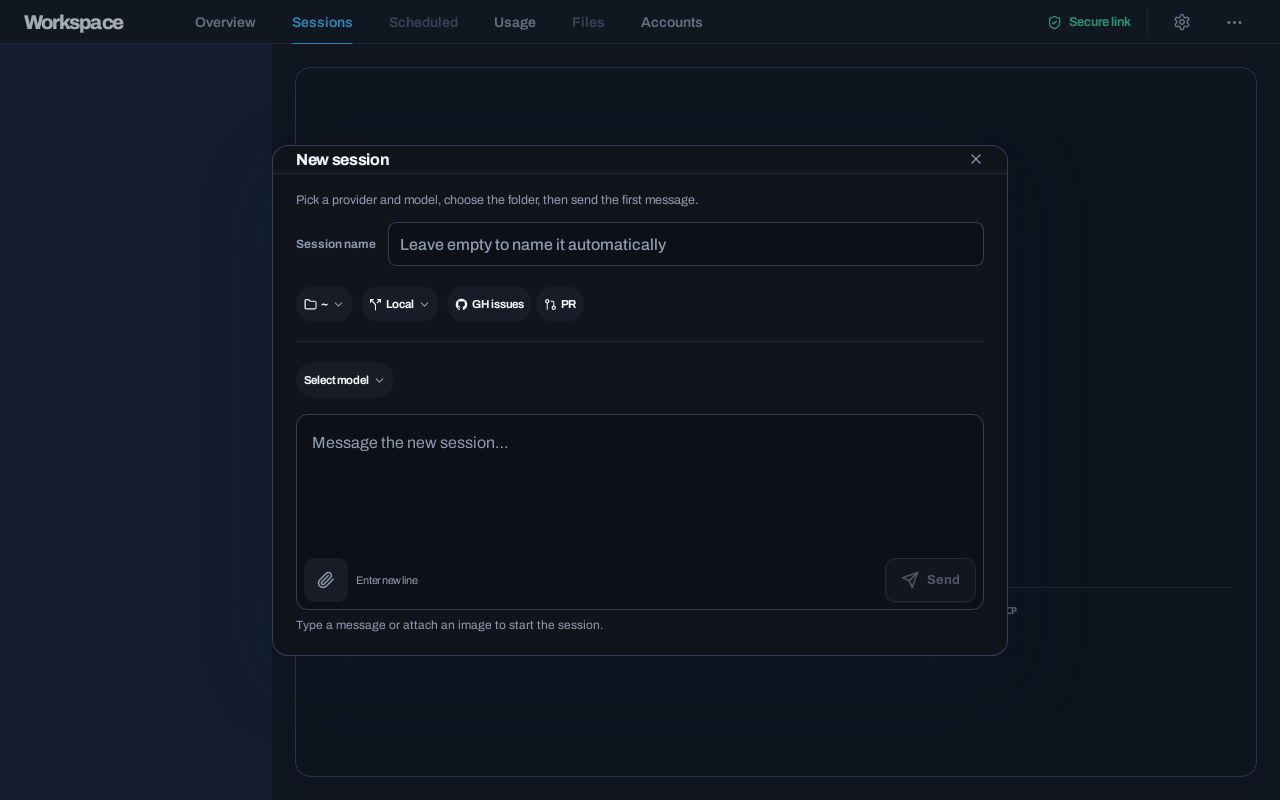 Workspace
Overview
Sessions
Scheduled
Usage
Files
Accounts
Secure link
New session
Pick a provider and model, choose the folder, then send the first message.
Session name
Leave empty to name it automatically
~
Local
GH issues
PR
Select model
Message the new session...
Enter new line
Send
Type a message or attach an image to start the session.